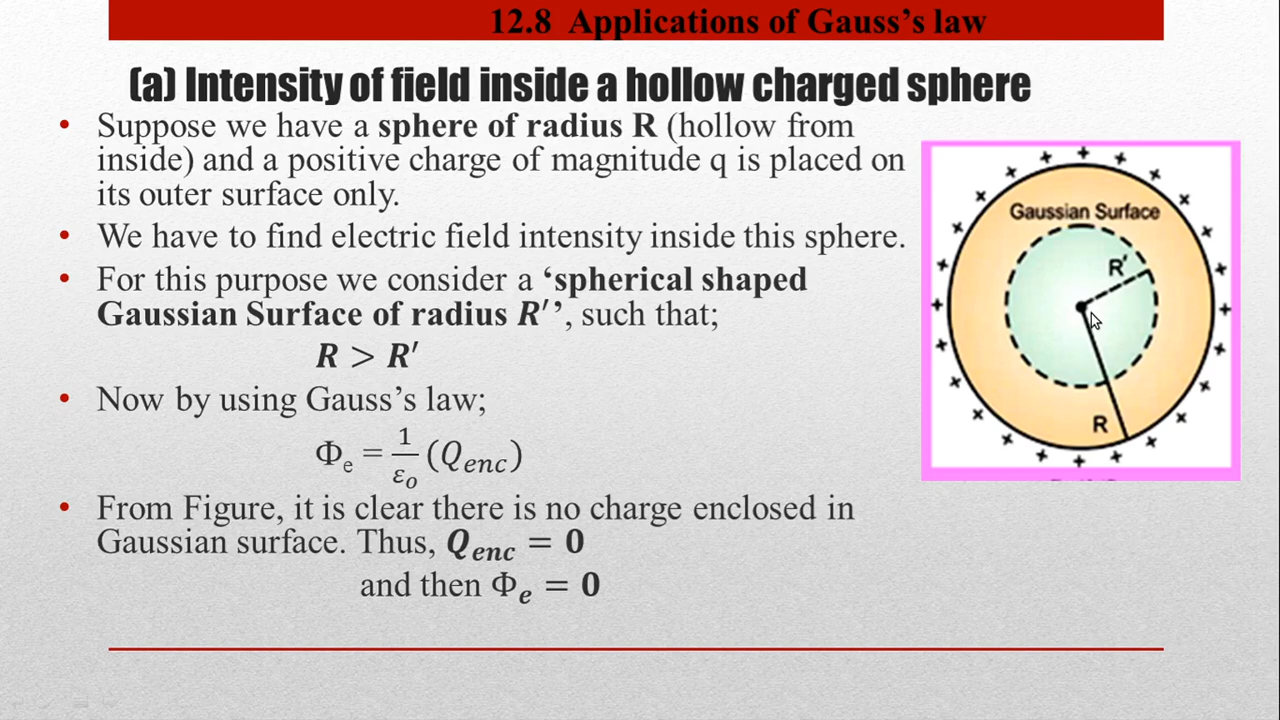 12.8 Applications of Gauss's law
(a) Intensity of field inside a hollow charged sphere
• Suppose we have a sphere of radius R (hollow from
inside) and a positive charge of magnitude q is placed on
its outer surface only.
• We have to find electric field intensity inside this sphere.
• For this purpose we consider a ‘spherical shaped
Gaussian Surface of radius R′’, such that;
R > R′
• Now by using Gauss’s law;
Φe = 1/εo (Qenc)
• From Figure, it is clear there is no charge enclosed in
Gaussian surface. Thus, Qenc = 0
and then Φe = 0
Gaussian Surface
R′
R